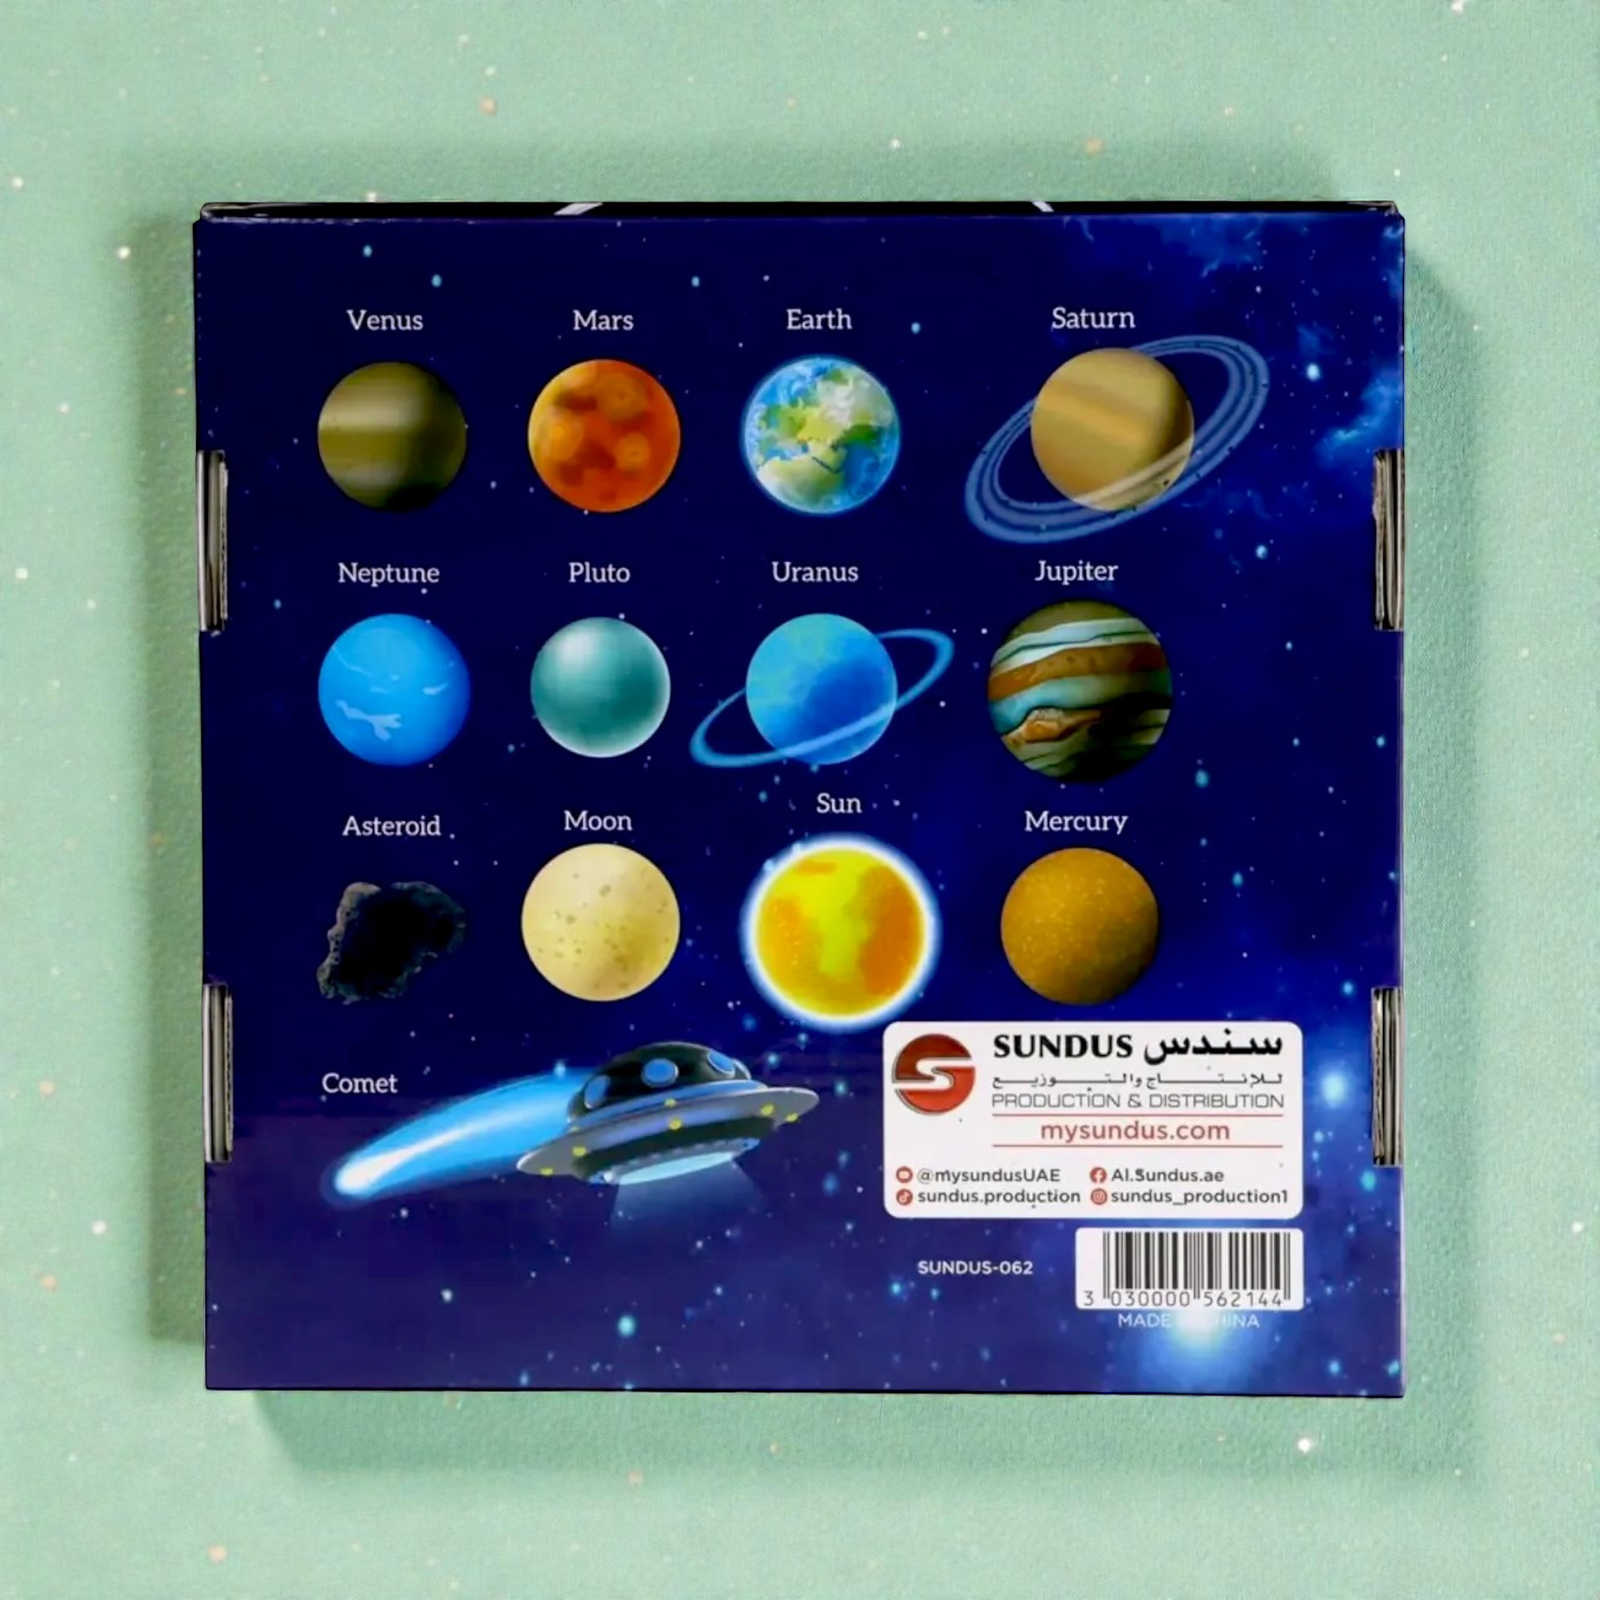 Venus
Mars
Earth
Saturn
Neptune
Pluto
Uranus
Jupiter
Asteroid
Moon
Sun
Mercury
Comet
SUNDUS سندس
للإنتاج والتوزيع
PRODUCTION & DISTRIBUTION
mysundus.com
@mysundusUAE
Al.Sundus.ae
sundus.production
sundus_production1
SUNDUS-062
3 030000 562144
MADE